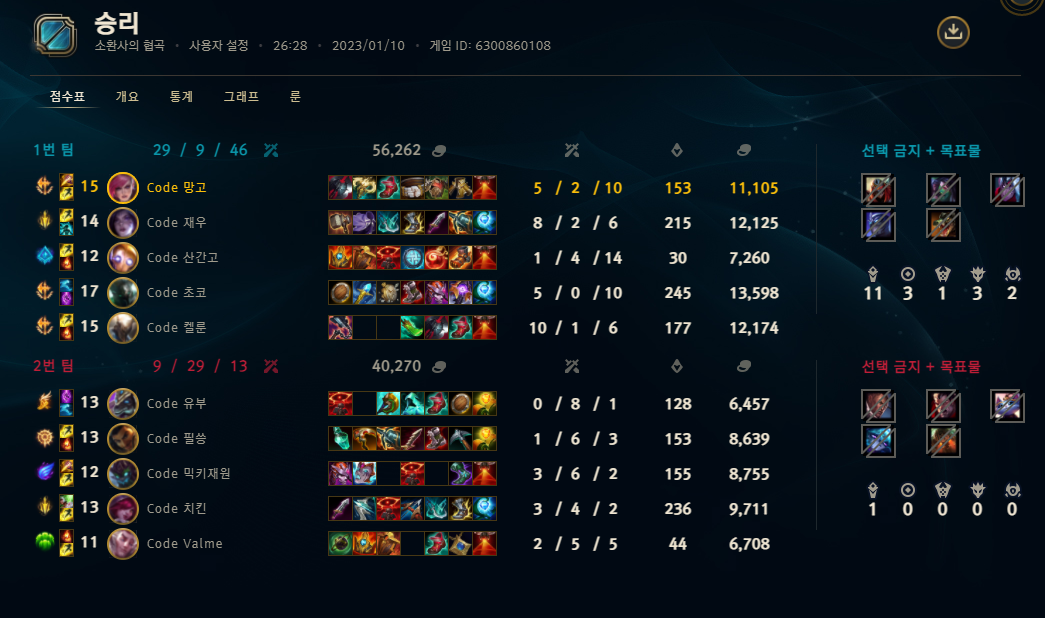 승리
소환사의 협곡 • 사용자 설정 • 26:28 • 2023/01/10 • 게임 ID: 6300860108
점수표 개요 통계 그래프 룬
1번 팀 29 / 9 / 46 56,262 선택 금지 + 목표물
15 Code 망고 5 / 2 / 10 153 11,105
14 Code 재우 8 / 2 / 6 215 12,125
12 Code 산간고 1 / 4 / 14 30 7,260
17 Code 초코 5 / 0 / 10 245 13,598
11 3 1 3 2
15 Code 켈룬 10 / 1 / 6 177 12,174
2번 팀 9 / 29 / 13 40,270 선택 금지 + 목표물
13 Code 유부 0 / 8 / 1 128 6,457
13 Code 필쏭 1 / 6 / 3 153 8,639
12 Code 믹키재원 3 / 6 / 2 155 8,755
13 Code 치킨 3 / 4 / 2 236 9,711
1 0 0 0 0
11 Code Valme 2 / 5 / 5 44 6,708